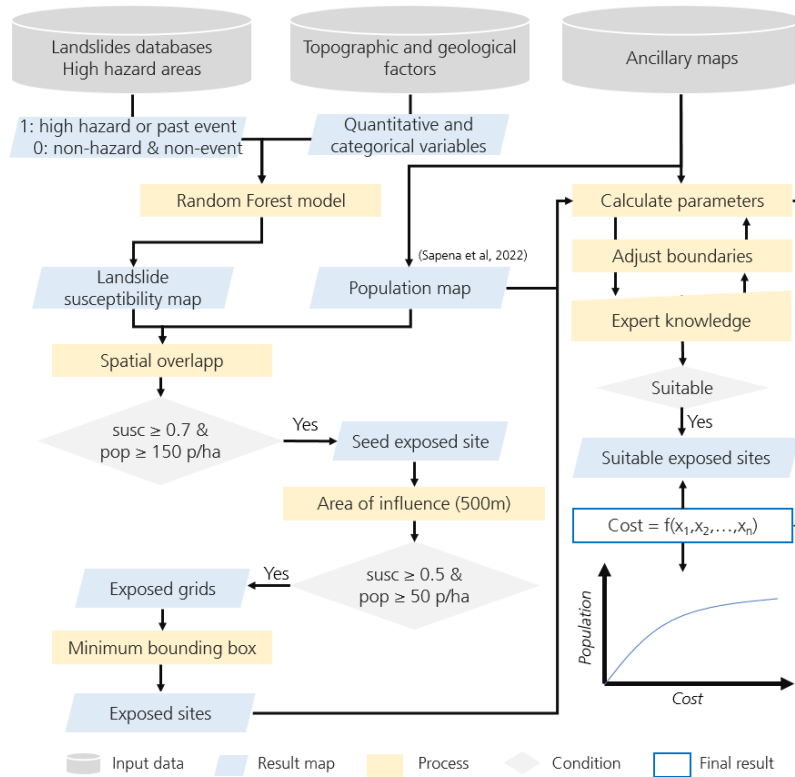 Landslides databases
High hazard areas
Topographic and geological
factors
Ancillary maps
1: high hazard or past event
0: non-hazard & non-event
Quantitative and
categorical variables
Random Forest model
Calculate parameters
(Sapena et al, 2022)
Adjust boundaries
Landslide
susceptibility map
Population map
Expert knowledge
Spatial overlapp
Suitable
susc ≥ 0.7 &
pop ≥ 150 p/ha
Yes
Seed exposed site
Yes
Suitable exposed sites
Area of influence (500m)
Cost = f(x₁,x₂,…,xₙ)
susc ≥ 0.5 &
pop ≥ 50 p/ha
Yes
Exposed grids
Minimum bounding box
Exposed sites
Population
Cost
Input data
Result map
Process
Condition
Final result